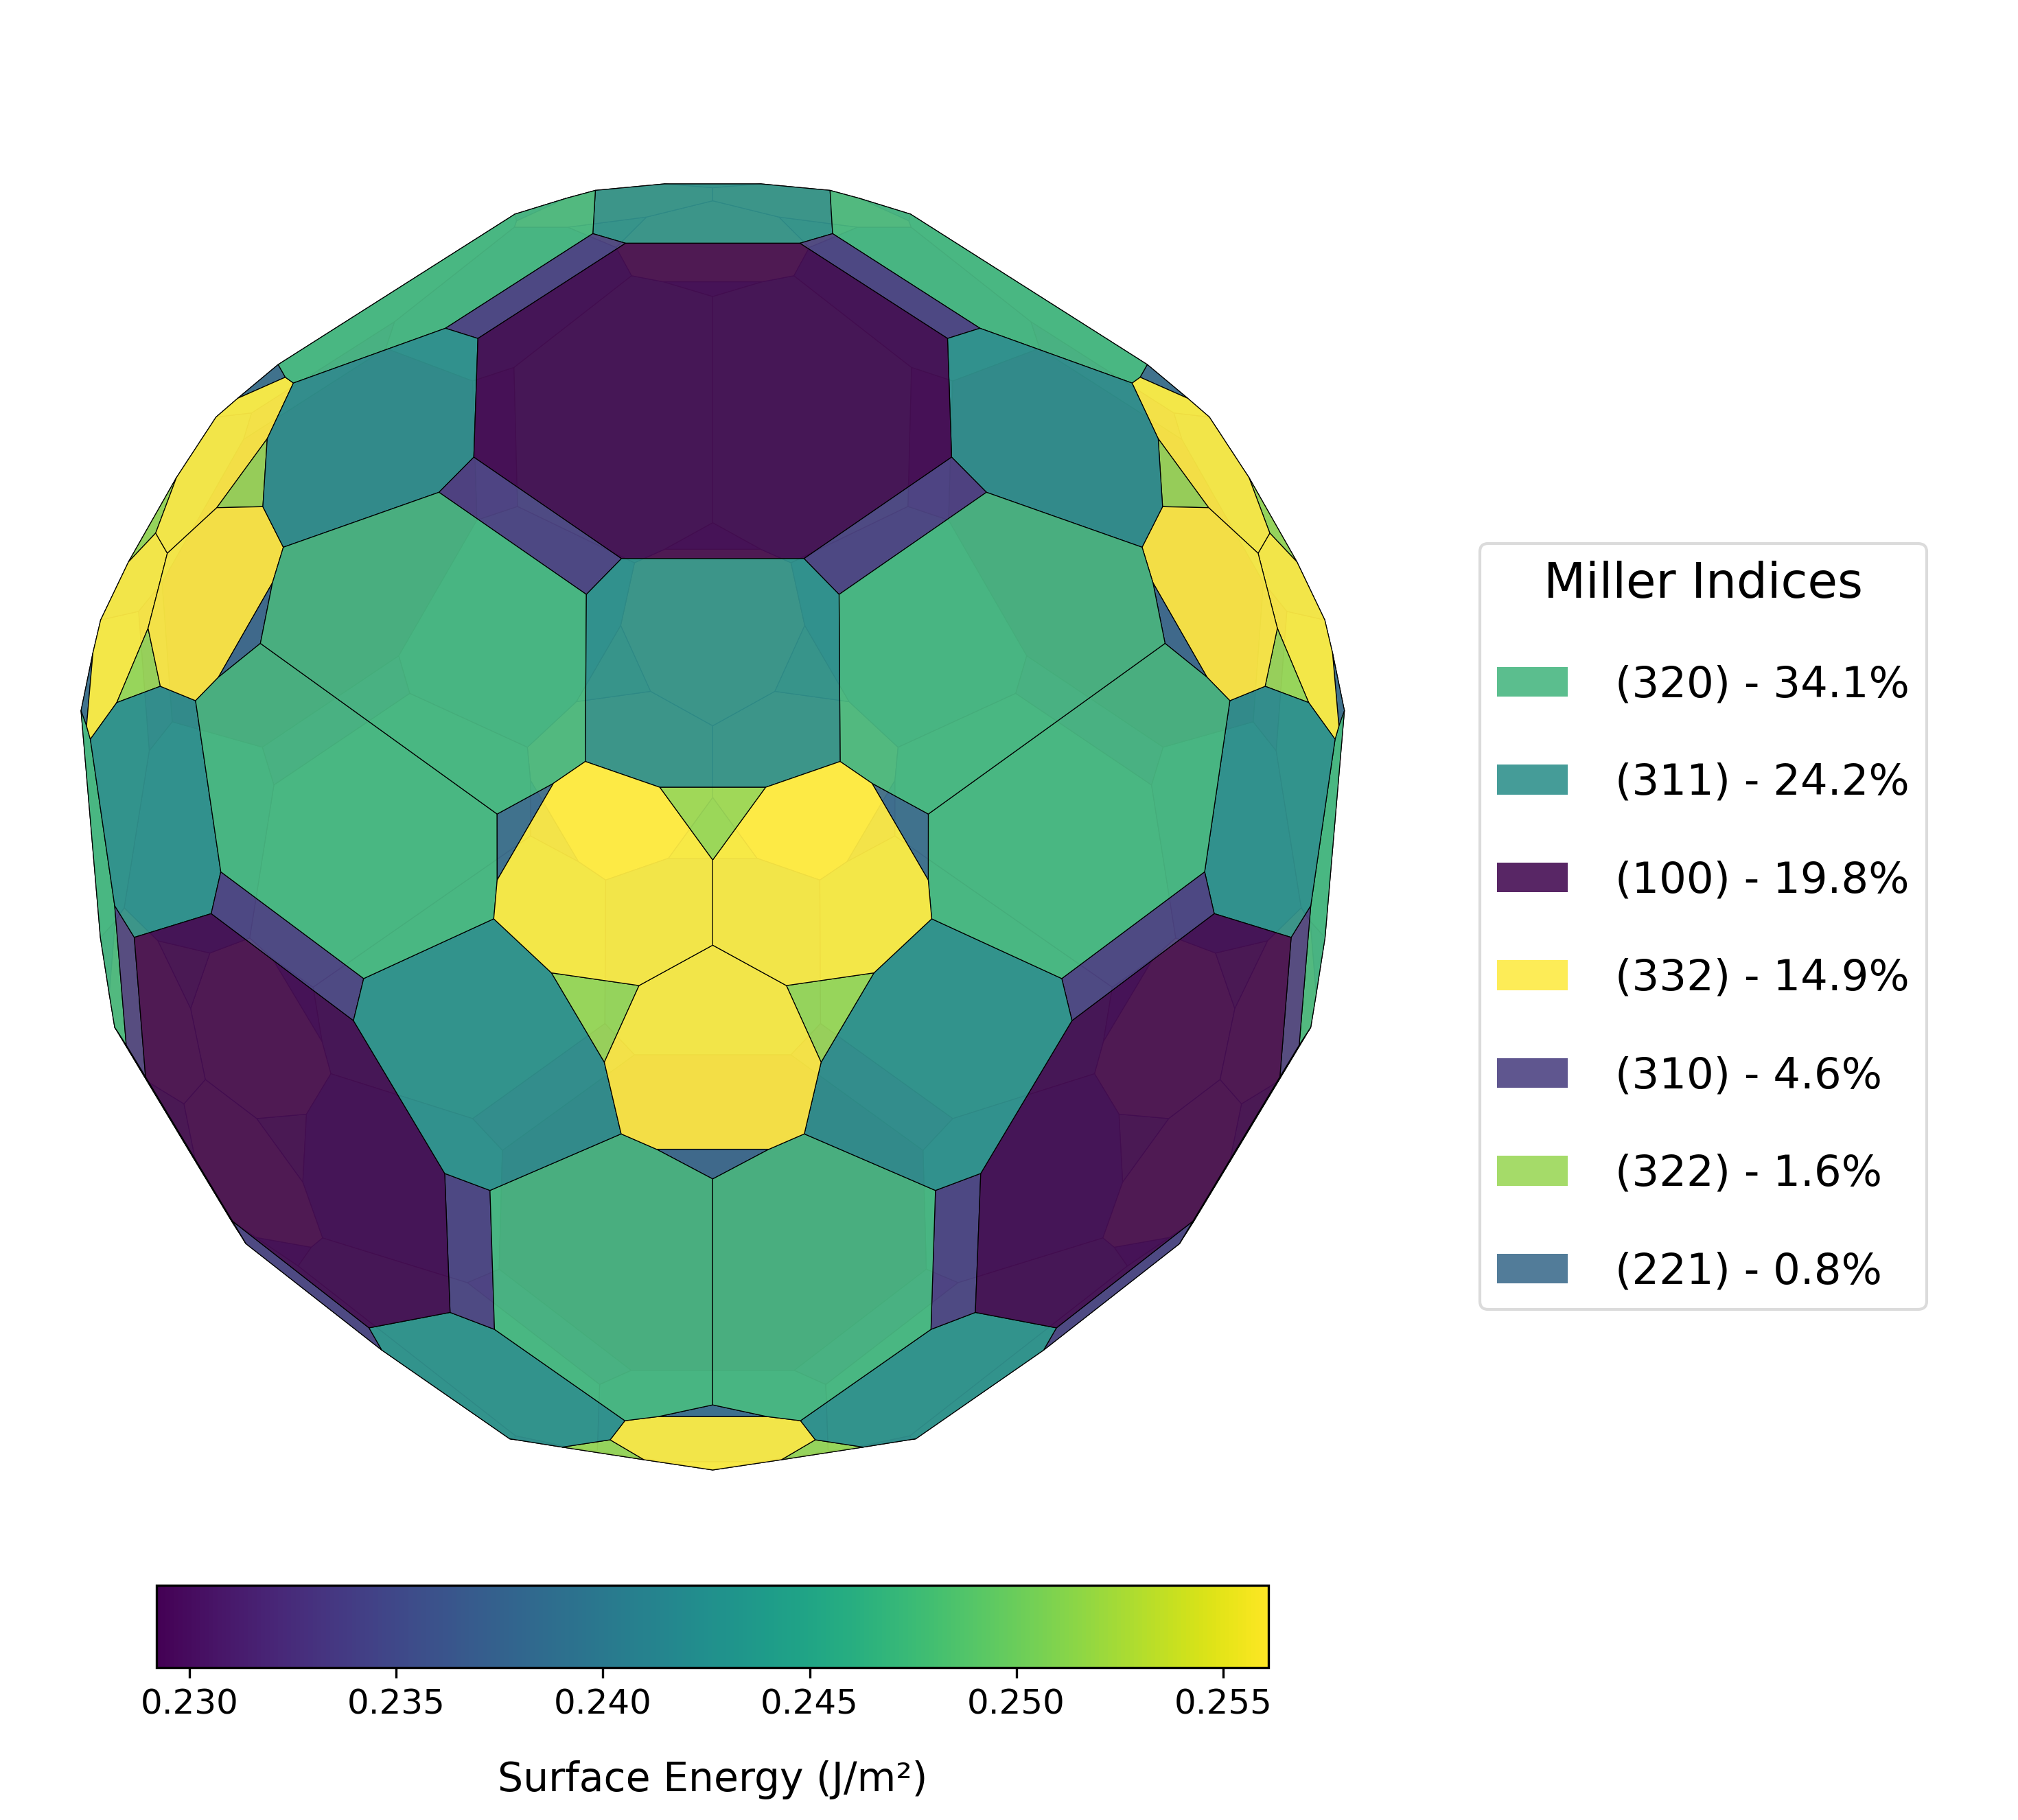 Miller Indices
(320) - 34.1%
(311) - 24.2%
(100) - 19.8%
(332) - 14.9%
(310) - 4.6%
(322) - 1.6%
(221) - 0.8%
0.230 0.235 0.240 0.245 0.250 0.255
Surface Energy (J/m²)